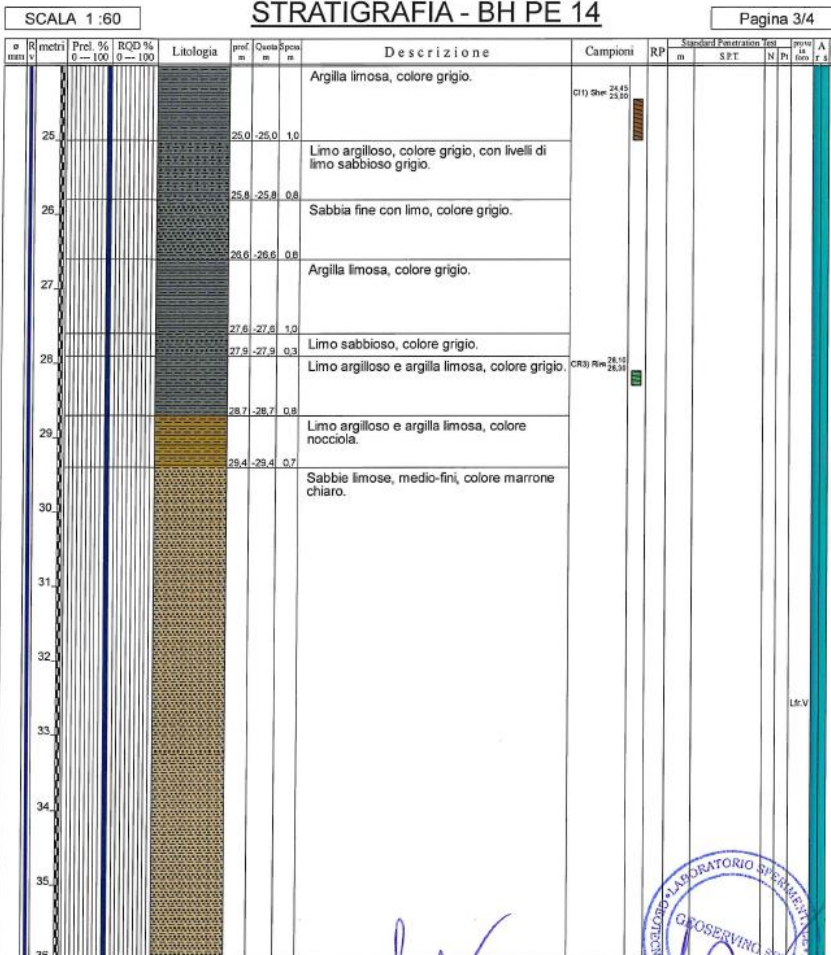 SCALA 1:60
STRATIGRAFIA - BH PE 14
Pagina 3/4
ø mm
R v
metri
Prel. % 0 --- 100
RQD % 0 --- 100
Litologia
prof. m
Quota m
Spess. m
Descrizione
Campioni
RP
Standard Penetration Test
m
S.P.T.
N
Pt
prove in foro
A r s
Argilla limosa, colore grigio.
CI1) She< 24,45 25,00
25
25,0 -25,0 1,0
Limo argilloso, colore grigio, con livelli di
limo sabbioso grigio.
25,8 -25,8 0,8
26
Sabbia fine con limo, colore grigio.
26,6 -26,6 0,8
Argilla limosa, colore grigio.
27
27,6 -27,6 1,0
Limo sabbioso, colore grigio.
27,9 -27,9 0,3
28
Limo argilloso e argilla limosa, colore grigio.
CR3) Rim
28,7 -28,7 0,8
Limo argilloso e argilla limosa, colore
nocciola.
29
29,4 -29,4 0,7
Sabbie limose, medio-fini, colore marrone
chiaro.
30
31
32
Lfr.V
33
34
35
36
LABORATORIO
GEOSERVING